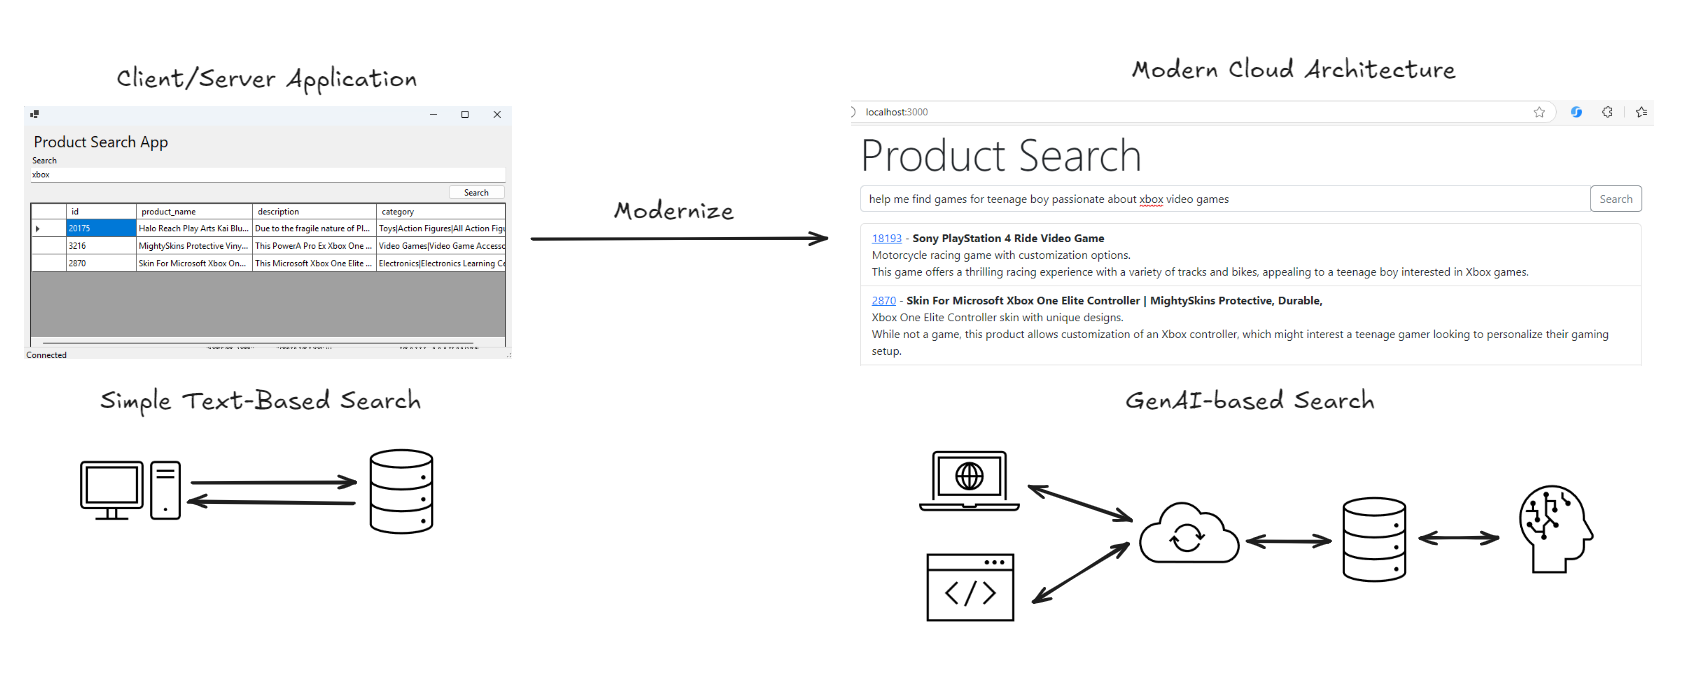 Client/Server Application
Product Search App
Search
xbox
Search
id product_name description category
20175 Halo Reach Play Arts Kai Blu... Due to the fragile nature of Pl... Toys|Action Figures|All Action Figu
3216 MightySkins Protective Viny... This PowerA Pro Ex Xbox One ... Video Games|Video Game Accesso
2870 Skin For Microsoft Xbox On... This Microsoft Xbox One Elite ... Electronics|Electronics Learning Ce
Connected
Simple Text-Based Search
Modernize
Modern Cloud Architecture
localhost:3000
Product Search
help me find games for teenage boy passionate about xbox video games
Search
18193 - Sony PlayStation 4 Ride Video Game
Motorcycle racing game with customization options.
This game offers a thrilling racing experience with a variety of tracks and bikes, appealing to a teenage boy interested in Xbox games.
2870 - Skin For Microsoft Xbox One Elite Controller | MightySkins Protective, Durable,
Xbox One Elite Controller skin with unique designs.
While not a game, this product allows customization of an Xbox controller, which might interest a teenage gamer looking to personalize their gaming
setup.
GenAI-based Search
<//>